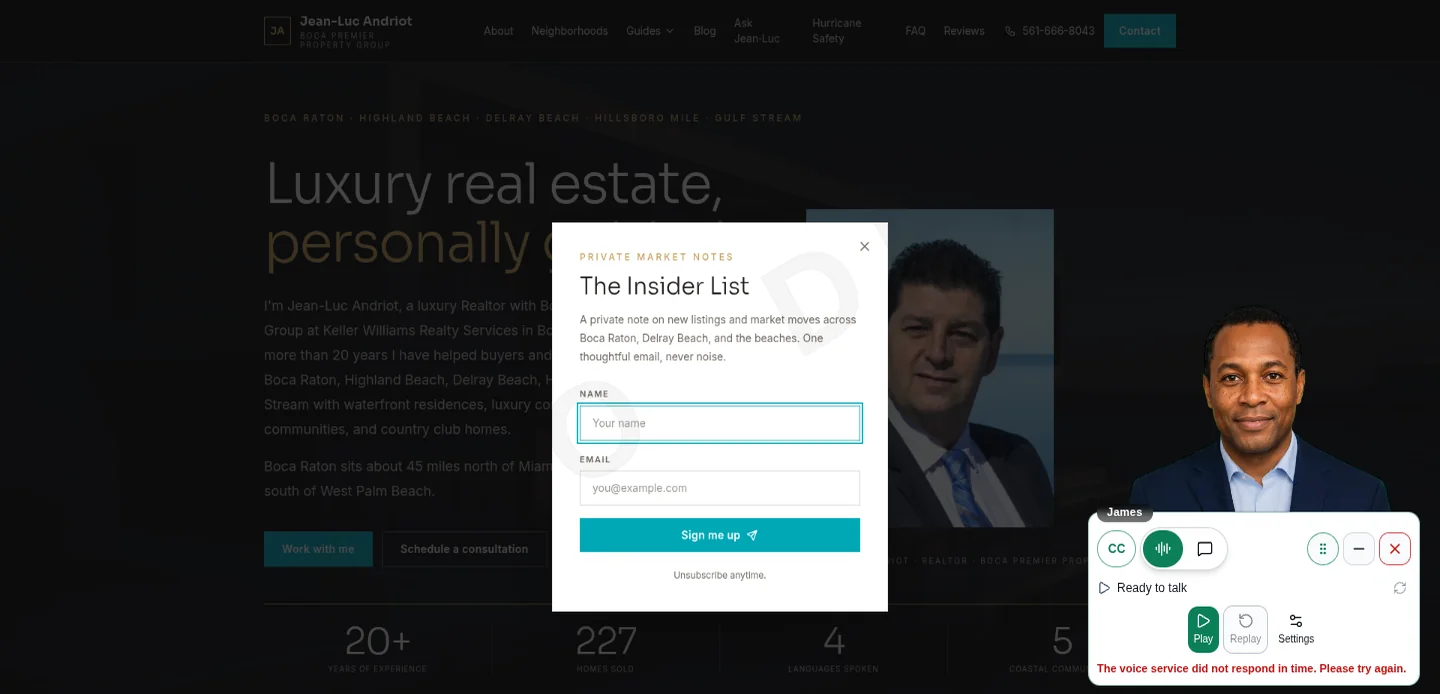 JA
Jean-Luc Andriot
BOCA PREMIER
PROPERTY GROUP
About
Neighborhoods
Guides
Blog
Ask
Jean-Luc
Hurricane
Safety
FAQ
Reviews
561-666-8043
Contact
BOCA RATON · HIGHLAND BEACH · DELRAY BEACH · HILLSBORO MILE · GULF STREAM
Luxury real estate,
personally
I'm Jean-Luc Andriot, a luxury Realtor with
Group at Keller Williams Realty Services in
more than 20 years I have helped buyers and
Boca Raton, Highland Beach, Delray Beach,
Stream with waterfront residences, luxury
communities, and country club homes.
Boca Raton sits about 45 miles north of
south of West Palm Beach.
Work with me
Schedule a consultation
PRIVATE MARKET NOTES
The Insider List
A private note on new listings and market moves across
Boca Raton, Delray Beach, and the beaches. One
thoughtful email, never noise.
NAME
Your name
EMAIL
you@example.com
Sign me up
Unsubscribe anytime.
· REALTOR · BOCA PREMIER
20+
YEARS OF EXPERIENCE
227
HOMES SOLD
4
LANGUAGES SPOKEN
5
COASTAL
James
CC
Ready to talk
Play
Replay
Settings
The voice service did not respond in time. Please try again.